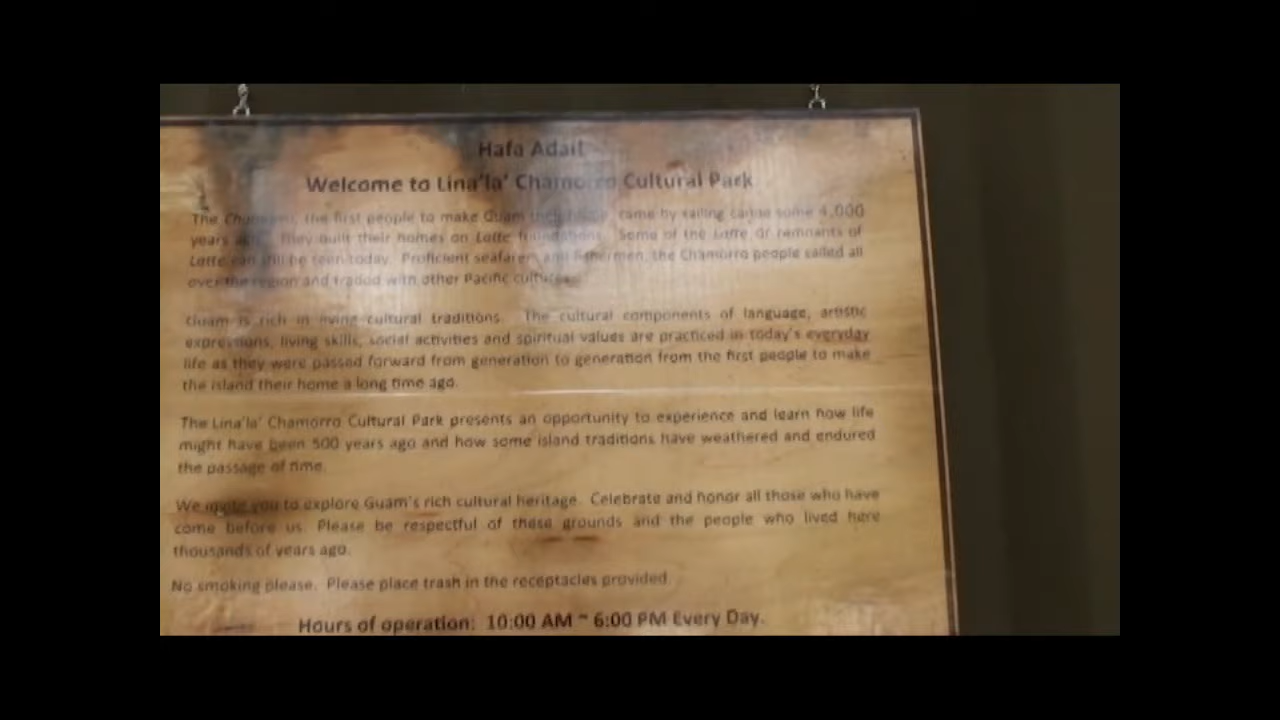 Hafa Adai!
Welcome to Lina'la' Chamorro Cultural Park
The the first people to make Guam came by sailing canoe some 4,000
years They built their homes on Latte foundations. Some of the Latte or remnants of
Latte can still be seen today. Proficient seafarers and fishermen, the Chamorro people sailed all
over the region and traded with other Pacific cultures.
Guam is rich in living cultural traditions. The cultural components of language, artistic
expressions, living skills, social activities and spiritual values are practiced in today's everyday
life as they were passed forward from generation to generation from the first people to make
the island their home a long time ago.
The Lina'la' Chamorro Cultural Park presents an opportunity to experience and learn how life
might have been 500 years ago and how some island traditions have weathered and endured
the passage of time.
We invite you to explore Guam's rich cultural heritage. Celebrate and honor all those who have
come before us. Please be respectful of these grounds and the people who lived here
thousands of years ago.
No smoking please. Please place trash in the receptacles provided.
Hours of operation: 10:00 AM ~ 6:00 PM Every Day.